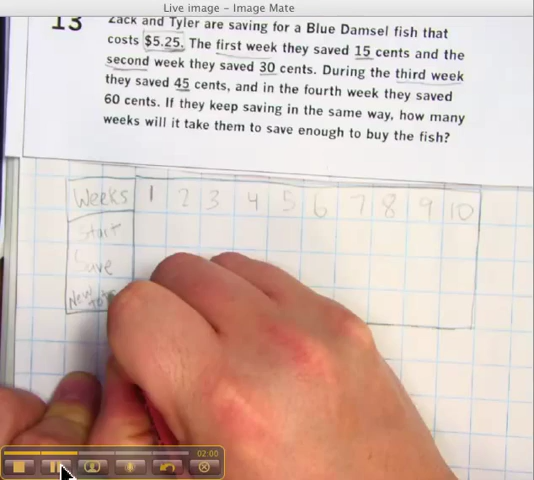 Live image - Image Mate
13
Zack and Tyler are saving for a Blue Damsel fish that
costs $5.25. The first week they saved 15 cents and the
second week they saved 30 cents. During the third week
they saved 45 cents, and in the fourth week they saved
60 cents. If they keep saving in the same way, how many
weeks will it take them to save enough to buy the fish?
Weeks 1 2 3 4 5 6 7 8 9 10
Start
Save
New
02:00